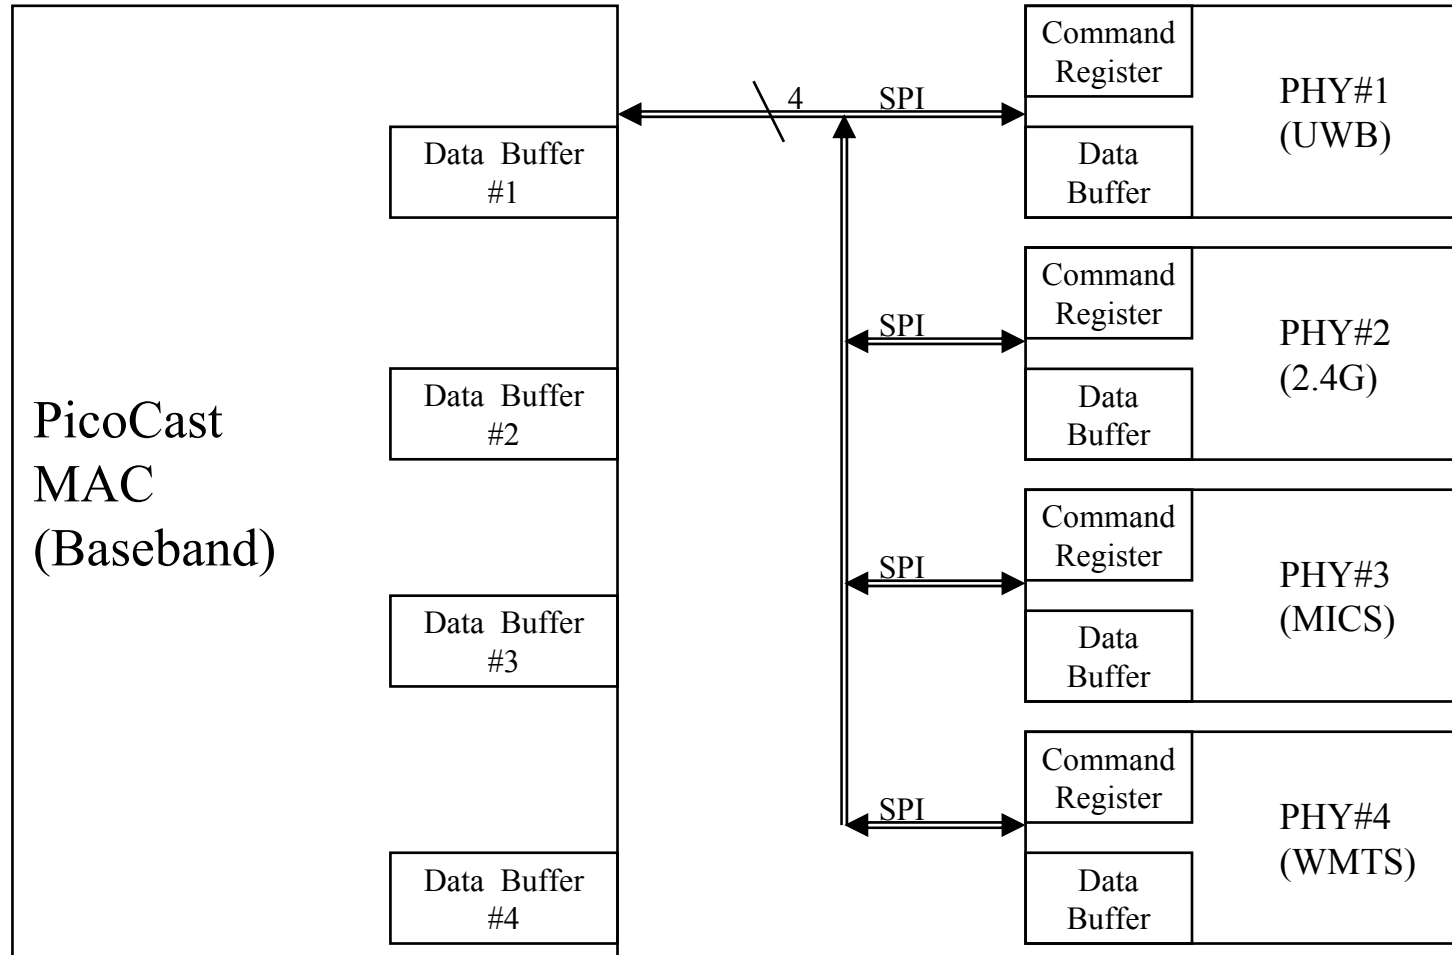 Command
Register
PHY#1
(UWB)
4
SPI
Data Buffer
#1
Data
Buffer
Command
Register
PHY#2
(2.4G)
SPI
Data Buffer
#2
Data
Buffer
PicoCast
MAC
(Baseband)
Command
Register
PHY#3
(MICS)
SPI
Data Buffer
#3
Data
Buffer
Command
Register
PHY#4
(WMTS)
SPI
Data Buffer
#4
Data
Buffer